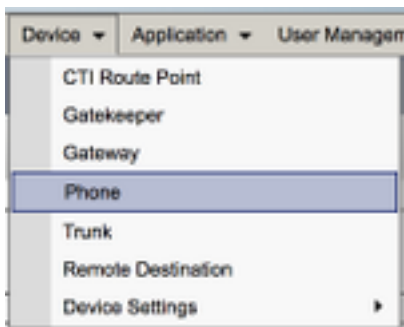 Device Application User Managem
CTI Route Point
Gatekeeper
Gateway
Phone
Trunk
Remote Destination
Device Settings